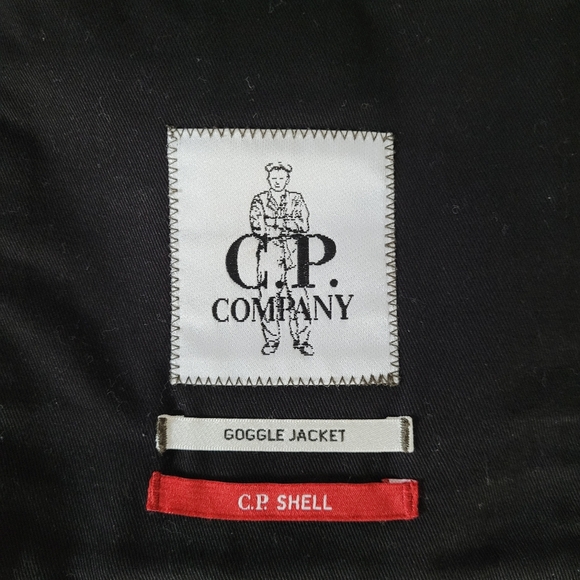 C.P.
COMPANY
GOGGLE JACKET
C.P. SHELL